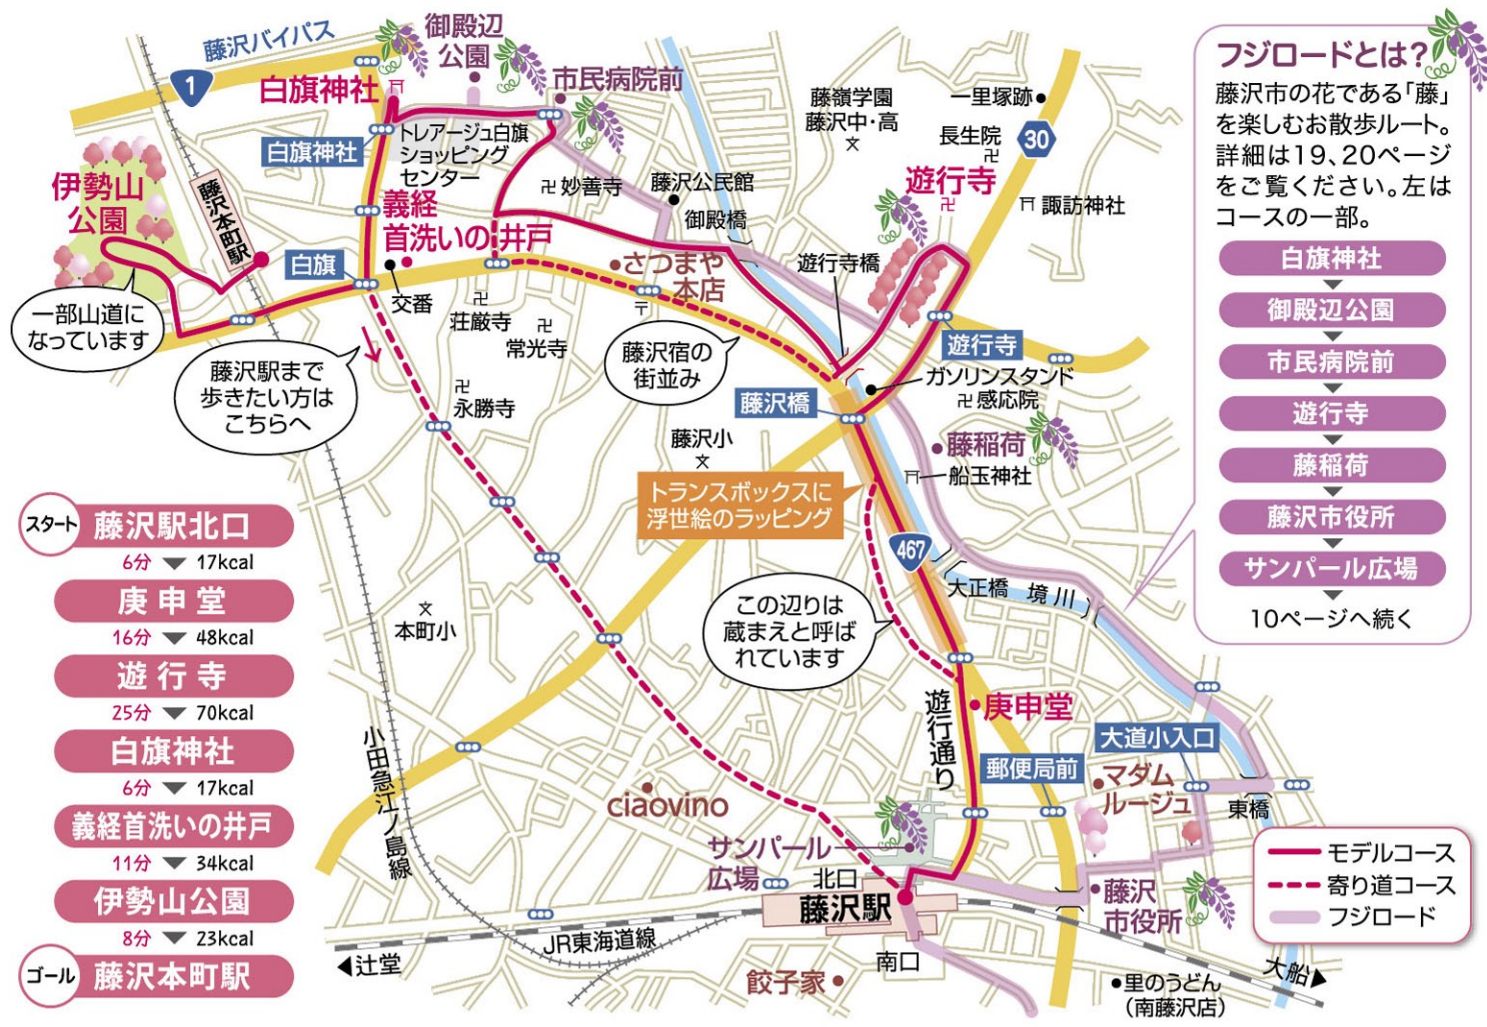 藤沢バイパス
1
御殿辺
公園
白旗神社
市民病院前
白旗神社
トレアージュ白旗
ショッピング
センター
伊勢山
公園
藤沢本町駅
義経
首洗いの井戸
卍妙善寺
藤沢公民館
御殿橋
藤嶺学園
藤沢中・高
文
一里塚跡
長生院
卍
30
遊行寺
卍
諏訪神社
白旗
交番
さつまや
本店
遊行寺橋
一部山道に
なっています
卍
荘厳寺
卍
常光寺
〒
藤沢宿の
街並み
遊行寺
藤沢駅まで
歩きたい方は
こちらへ
卍
永勝寺
藤沢橋
ガソリンスタンド
卍感応院
藤沢小
文
藤稲荷
船玉神社
トランスボックスに
浮世絵のラッピング
467
大正橋
境川
この辺りは
蔵まえと呼ば
れています
文
本町小
遊行通り
庚申堂
大道小入口
郵便局前
マダム
ルージュ
東橋
小田急江ノ島線
ciaovino
サンパール
広場
北口
藤沢駅
南口
藤沢
市役所
JR東海道線
◀辻堂
大船▶
餃子家
里のうどん
(南藤沢店)
スタート
藤沢駅北口
6分 ▼ 17kcal
庚申堂
16分 ▼ 48kcal
遊行寺
25分 ▼ 70kcal
白旗神社
6分 ▼ 17kcal
義経首洗いの井戸
11分 ▼ 34kcal
伊勢山公園
8分 ▼ 23kcal
ゴール
藤沢本町駅
フジロードとは?
藤沢市の花である「藤」
を楽しむお散歩ルート。
詳細は19、20ページ
をご覧ください。左は
コースの一部。
白旗神社
▼
御殿辺公園
▼
市民病院前
▼
遊行寺
▼
藤稲荷
▼
藤沢市役所
▼
サンパール広場
▼
10ページへ続く
モデルコース
寄り道コース
フジロード